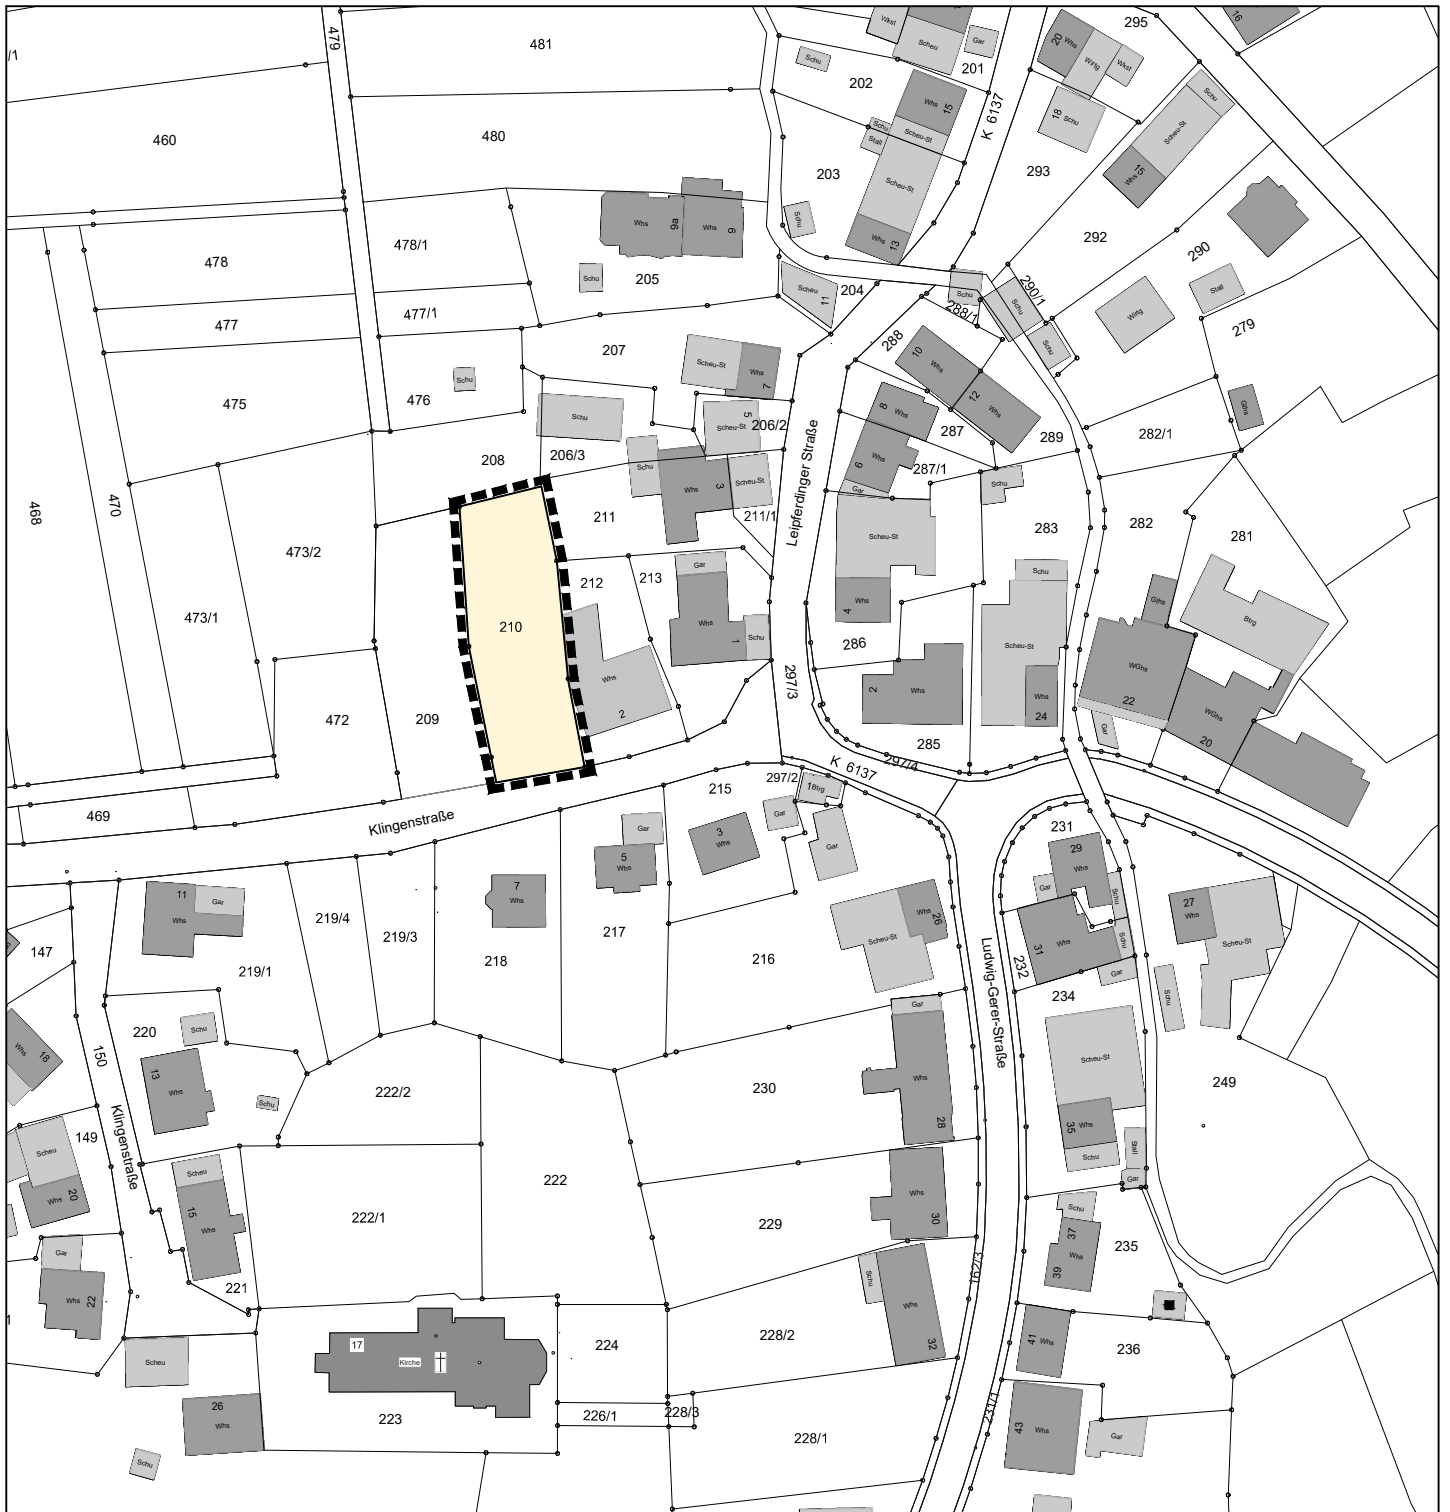 16
295
479
481
/1
Wkst
Scheu
Gar
201
20
Whs
Wirtg
Wkst
Schu
202
Schu
K 6137
18
Schu
Whs
15
Scheu-St
460
480
Schu
Stall
Scheu-St
Scheu-St
203
293
15
Whs
Schu
Whs
9a
Whs
9
Whs
13
292
290
478/1
478
205
Schu
Scheu
11
204
Schu
288/1
Schu
290/1
Stall
Wirtg
279
477/1
477
207
288
Schu
10
Whs
Scheu-St
Whs
7
Schu
475
476
12
Whs
Gths
Schu
5
Scheu-St
206/2
8
Whs
287
289
282/1
208
206/3
Leipferdinger Straße
Schu
Whs
3
Scheu-St
6
Whs
Gar
287/1
Schu
468
470
211
211/1
283
282
281
473/2
Scheu-St
212
213
Gar
Schu
473/1
210
Whs
1
Schu
Whs
4
286
Scheu-St
Gths
Btrg
WGhs
22
472
209
Whs
2
297/3
2
Whs
Whs
24
WGhs
20
Gar
285
297/4
K 6137
469
Klingenstraße
215
297/2
1Btrg
Gar
231
5
Whs
Gar
3
Whs
Gar
29
Whs
11
Whs
Gar
219/4
219/3
7
Whs
217
Gar
Schu
27
Whs
Scheu-St
147
218
216
Scheu-St
Whs
26
Ludwig-Gerer-Straße
31
Whs
Schu
232
Gar
219/1
234
Schu
220
Schu
Gar
150
Whs
18
13
Whs
222/2
230
Whs
28
Scheu-St
249
Schu
Klingenstraße
149
Scheu
35
Whs
Schu
Stall
Gar
Scheu
222
Whs
20
15
Whs
222/1
229
Whs
30
Schu
37
Whs
39
235
Gar
221
162/3
Schu
Whs
22
Whs
32
17
Kirche
224
228/2
41
Whs
236
Scheu
26
Whs
223
226/1
228/3
231/1
43
Whs
228/1
Gar
Schu